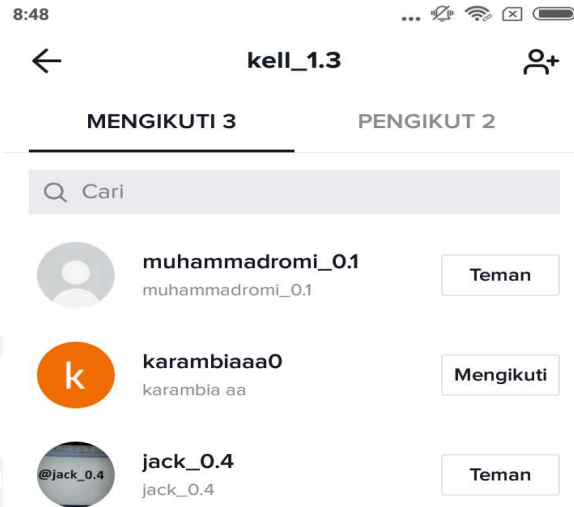 8:48
kell_1.3
MENGIKUTI 3 PENGIKUT 2
Cari
muhammadromi_0.1
muhammadromi_0.1
Teman
k
karambiaaa0
karambia aa
Mengikuti
@jack_0.4
jack_0.4
jack_0.4
Teman